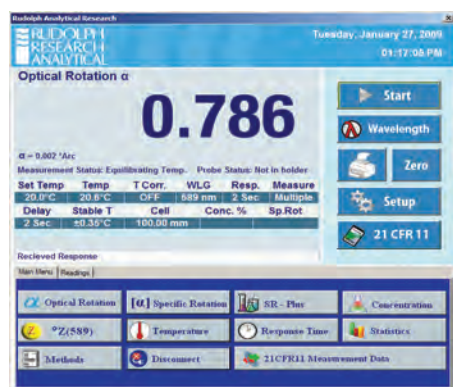 Rudolph Analytical Research
RUDOLPH
RESEARCH
ANALYTICAL
Tuesday, January 27, 2009
01:17:05 PM
Optical Rotation α
0.786
α = 0.002 °Arc
Measurement Status: Equilibrating Temp. Probe Status: Not in holder
Set Temp Temp T Corr. WLG Resp. Measure
20.0°C 20.6°C OFF 589 nm 2 Sec Multiple
Delay Stable T Cell Conc. % Sp.Rot
2 Sec ±0.35°C 100.00 mm
Recieved Response
Start
Wavelength
Zero
Setup
21 CFR 11
Main Menu Readings
α Optical Rotation [α] Specific Rotation SR - Plus Concentration
Z °Z(589) Temperature Response Time Statistics
Methods Disconnect 21CFR11 Measurement Data